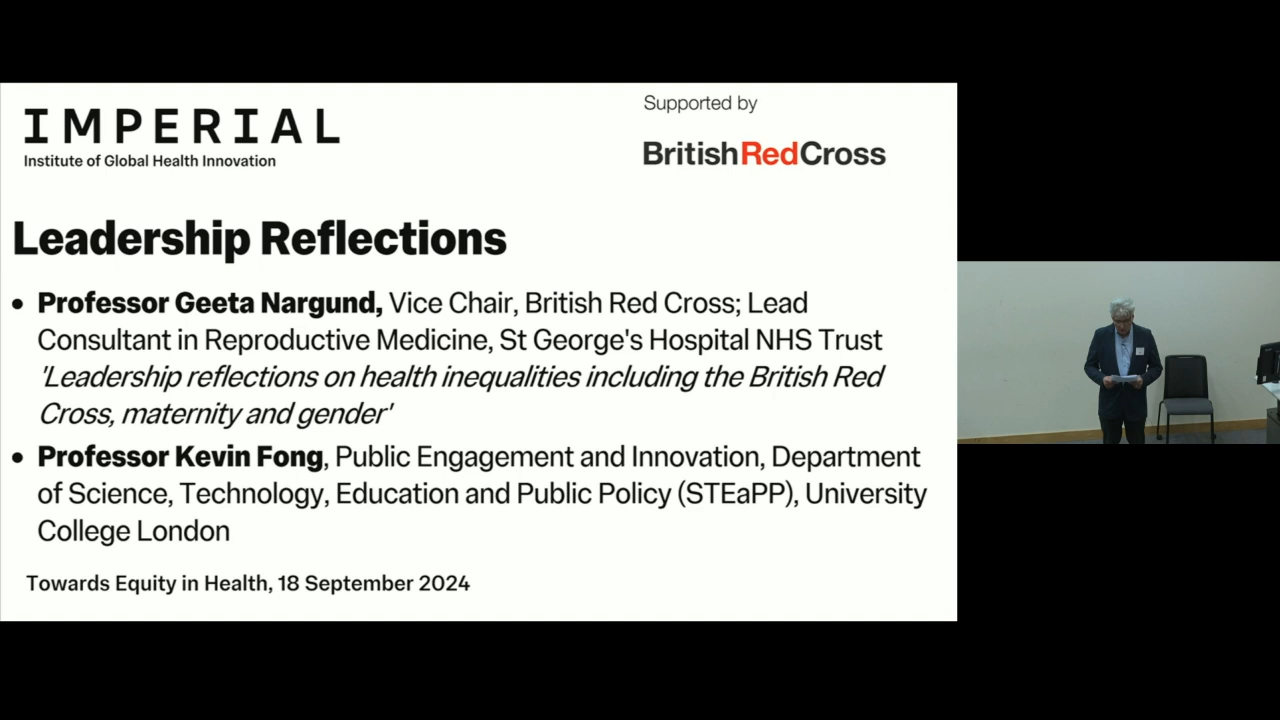 IMPERIAL
Institute of Global Health Innovation
Supported by
BritishRedCross
Leadership Reflections
• Professor Geeta Nargund, Vice Chair, British Red Cross; Lead
Consultant in Reproductive Medicine, St George's Hospital NHS Trust
'Leadership reflections on health inequalities including the British Red
Cross, maternity and gender'
• Professor Kevin Fong, Public Engagement and Innovation, Department
of Science, Technology, Education and Public Policy (STEaPP), University
College London
Towards Equity in Health, 18 September 2024